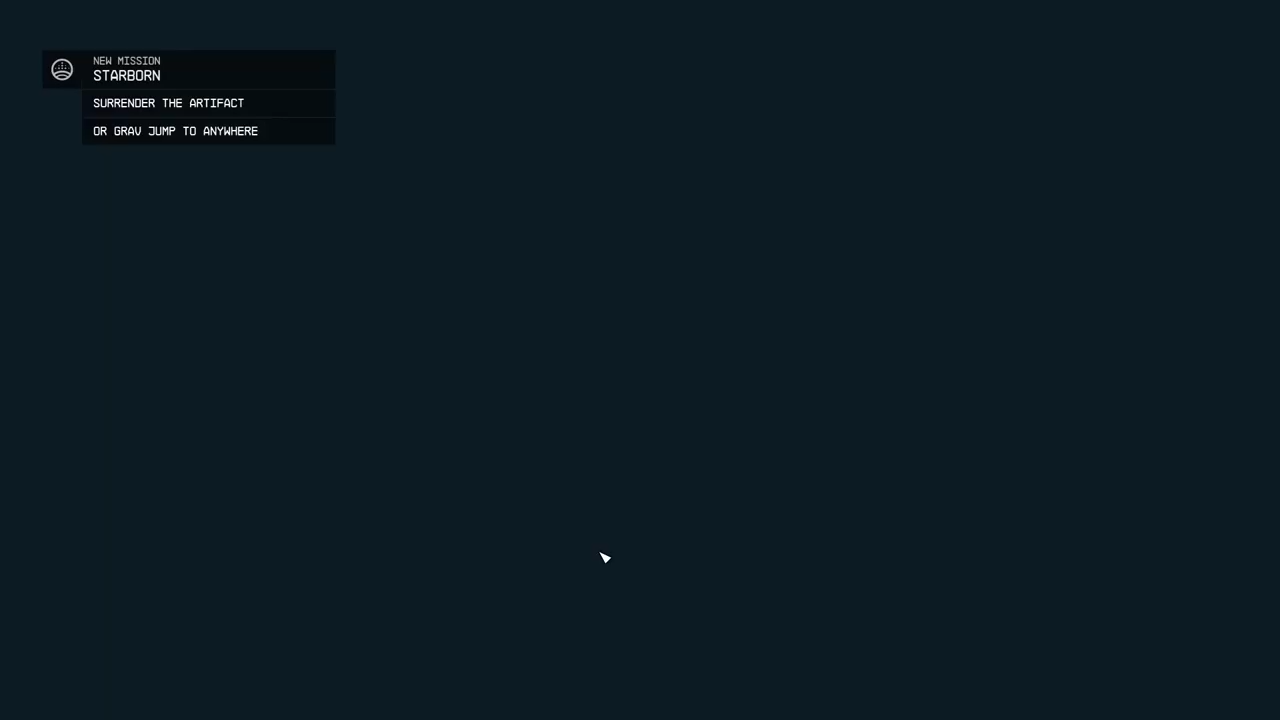 NEW MISSION
STARBORN
SURRENDER THE ARTIFACT
OR GRAV JUMP TO ANYWHERE